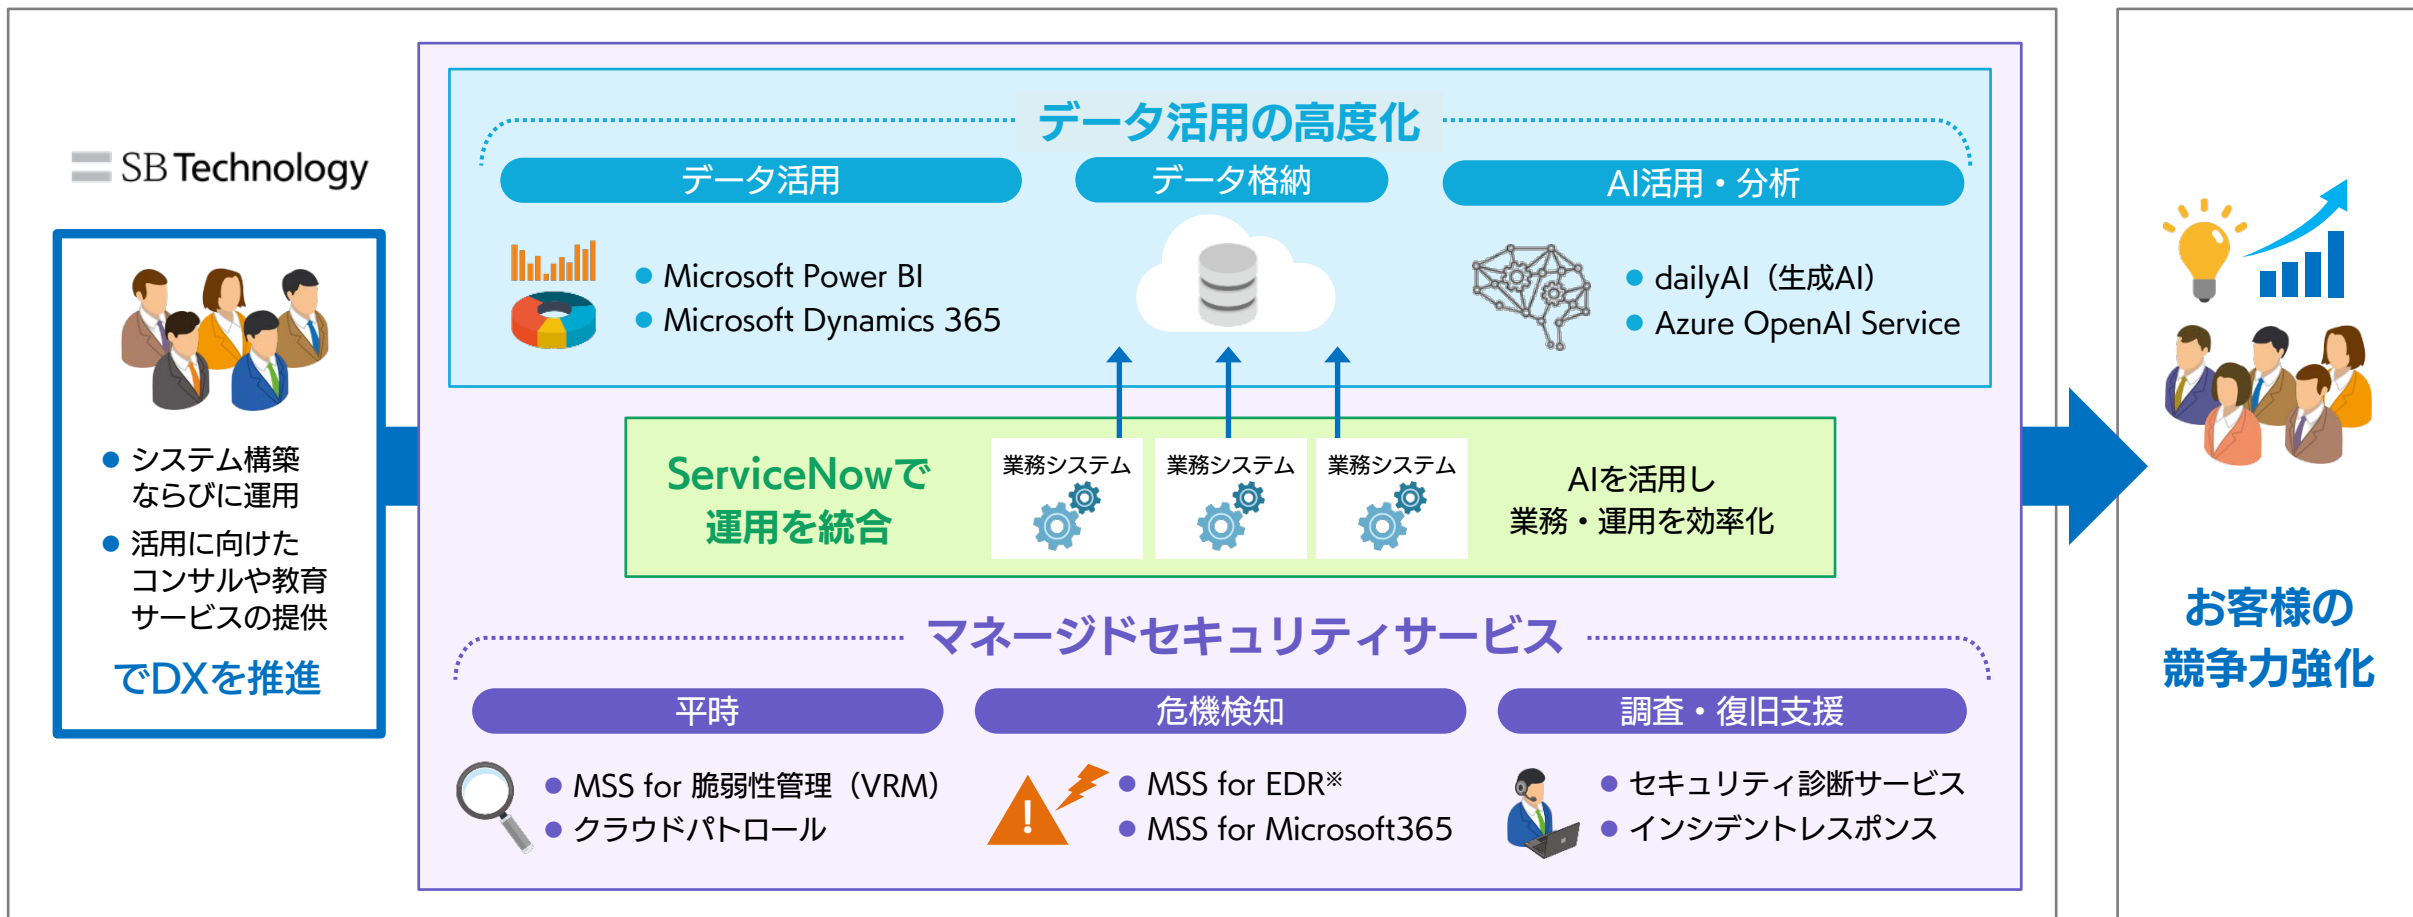 SB Technology
システム構築
ならびに運用
活用に向けた
コンサルや教育
サービスの提供
でDXを推進
データ活用の高度化
データ活用
Microsoft Power BI
Microsoft Dynamics 365
データ格納
AI活用・分析
dailyAI（生成AI）
Azure OpenAI Service
ServiceNowで
運用を統合
業務システム
業務システム
業務システム
AIを活用し
業務・運用を効率化
マネージドセキュリティサービス
平時
MSS for 脆弱性管理（VRM）
クラウドパトロール
危機検知
MSS for EDR※
MSS for Microsoft365
調査・復旧支援
セキュリティ診断サービス
インシデントレスポンス
お客様の
競争力強化